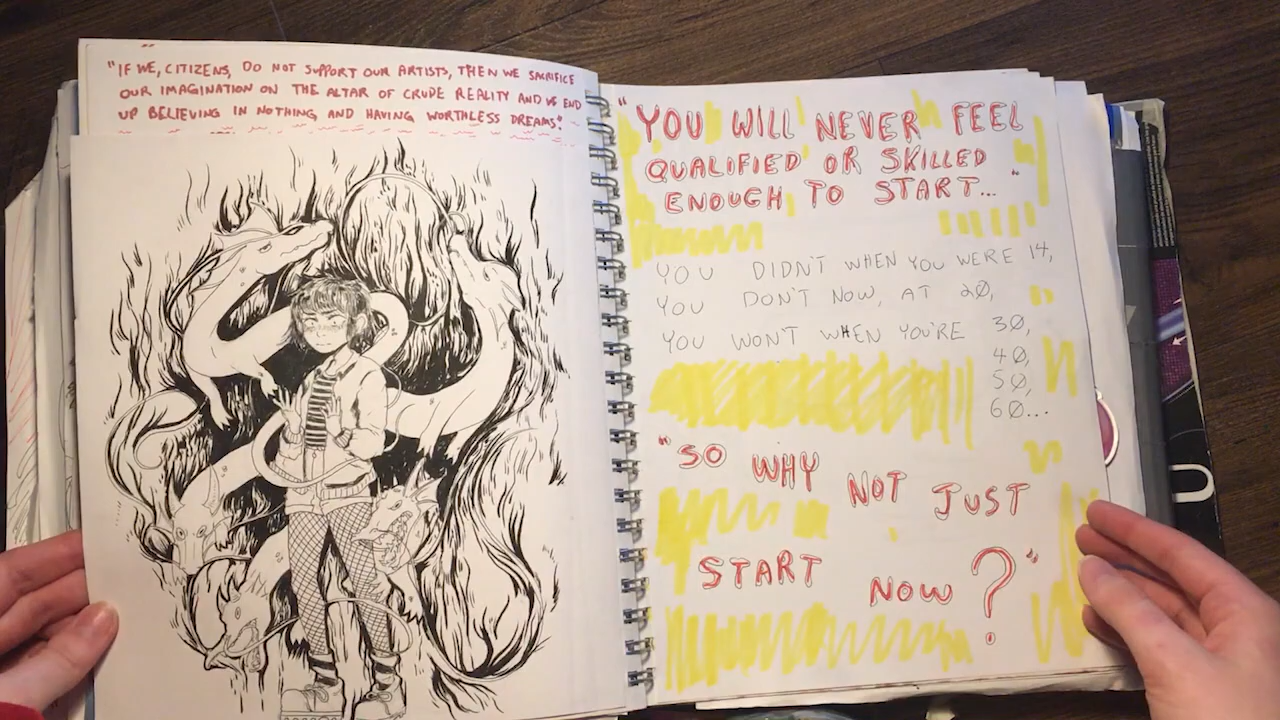 "IF WE, CITIZENS, DO NOT SUPPORT OUR ARTISTS, THEN WE SACRIFICE
OUR IMAGINATION ON THE ALTAR OF CRUDE REALITY AND WE END
UP BELIEVING IN NOTHING AND HAVING WORTHLESS DREAMS."
"YOU WILL NEVER FEEL
QUALIFIED OR SKILLED
ENOUGH TO START..."
YOU DIDN'T WHEN YOU WERE 14,
YOU DON'T NOW, AT 20,
YOU WON'T WHEN YOU'RE 30,
40,
50,
60...
"SO WHY NOT JUST
START NOW?"